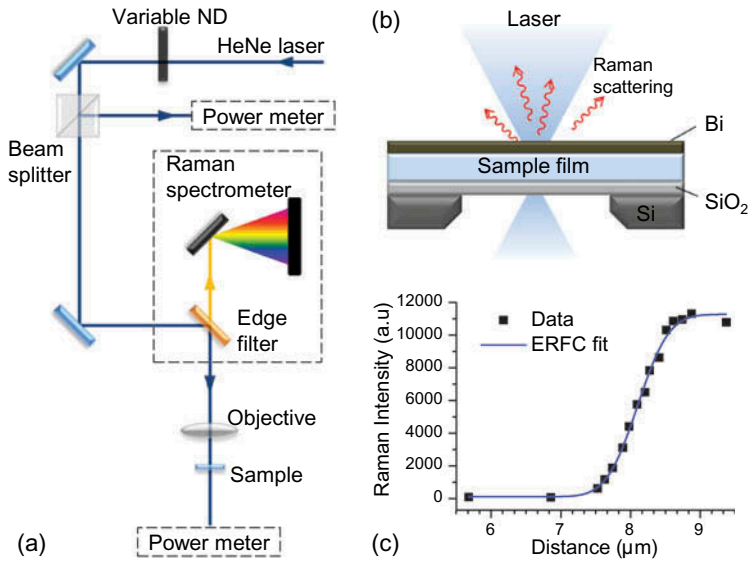 Variable ND
HeNe laser
Power meter
Beam
splitter
Raman
spectrometer
Edge
filter
Objective
Sample
Power meter
(a)
(b)
Laser
Raman
scattering
Bi
Sample film
SiO₂
Si
12000
10000
8000
6000
4000
2000
0
Raman Intensity (a.u)
Data
ERFC fit
6 7 8 9
Distance (μm)
(c)